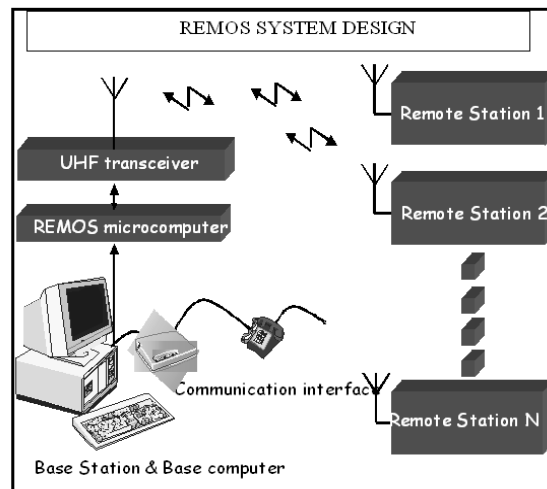 REMOS SYSTEM DESIGN
Remote Station 1
UHF transceiver
Remote Station 2
REMOS microcomputer
Communication interface
Remote Station N
Base Station & Base computer